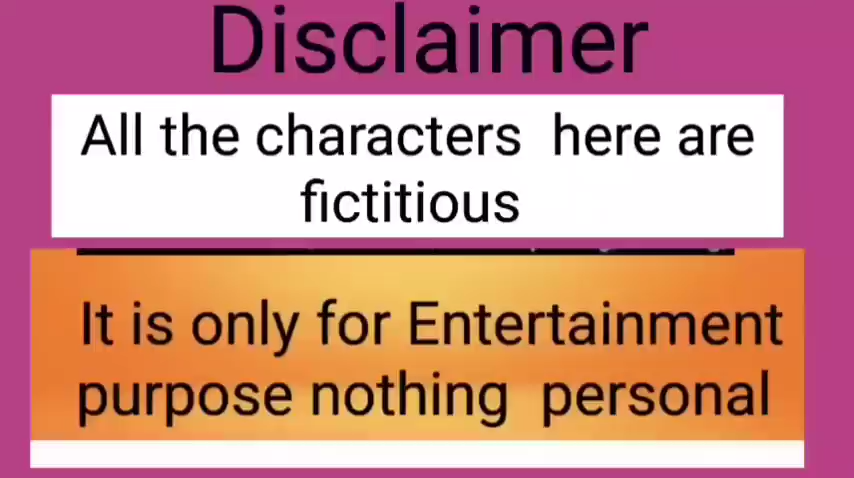 Disclaimer
All the characters here are
fictitious
It is only for Entertainment
purpose nothing personal